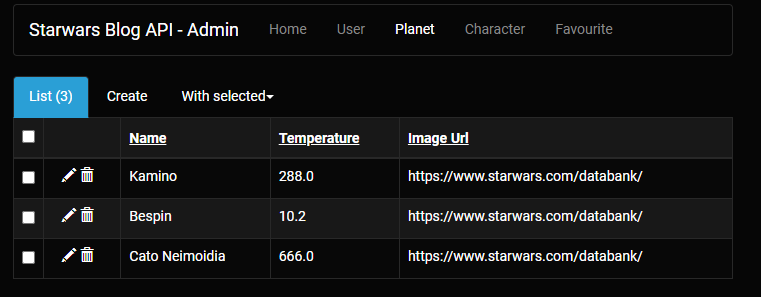 Starwars Blog API - Admin Home User Planet Character Favourite
List (3) Create With selected
Name Temperature Image Url
Kamino 288.0 https://www.starwars.com/databank/
Bespin 10.2 https://www.starwars.com/databank/
Cato Neimoidia 666.0 https://www.starwars.com/databank/